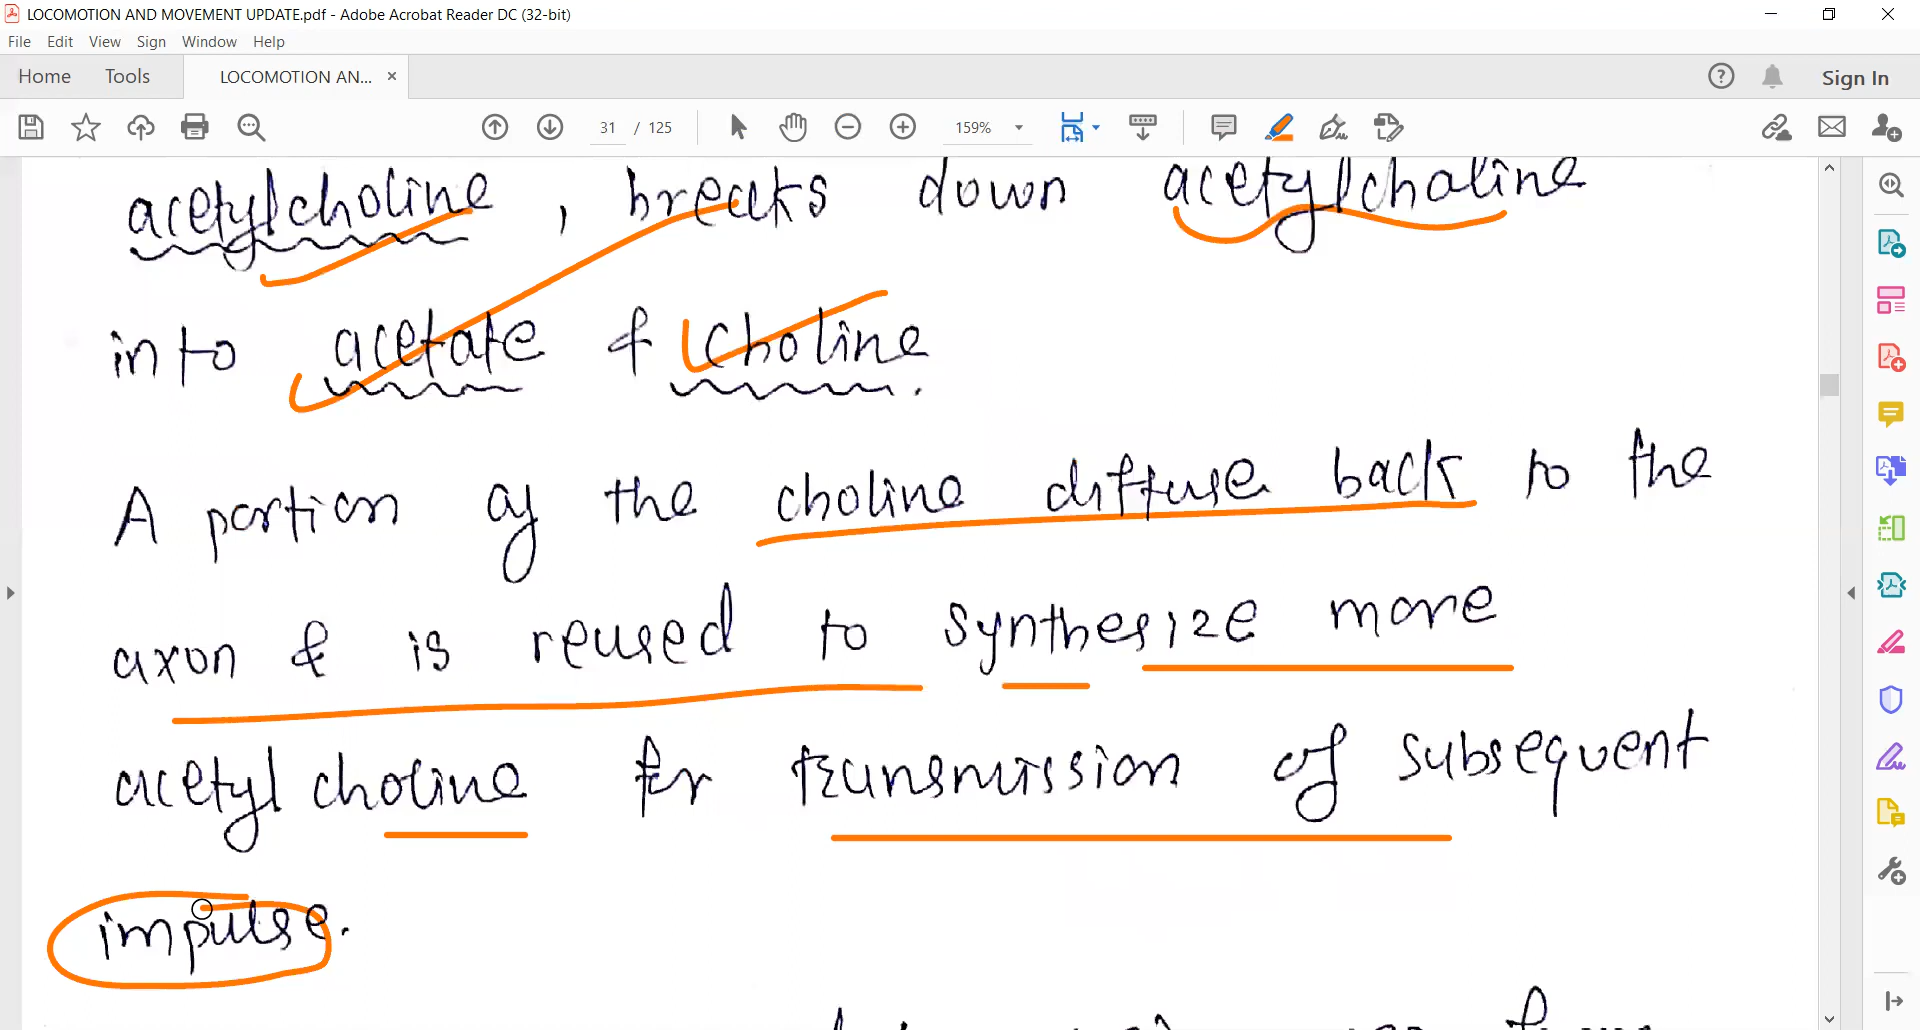 LOCOMOTION AND MOVEMENT UPDATE.pdf - Adobe Acrobat Reader DC (32-bit)
File Edit View Sign Window Help
Home Tools LOCOMOTION AN... × Sign In
31 / 125 159%
acetylcholine, breaks down acetylcholine
into acetate & choline.
A portion of the choline diffuse back to the
axon & is reused to synthesize more
acetylcholine for transmission of subsequent
impulse.